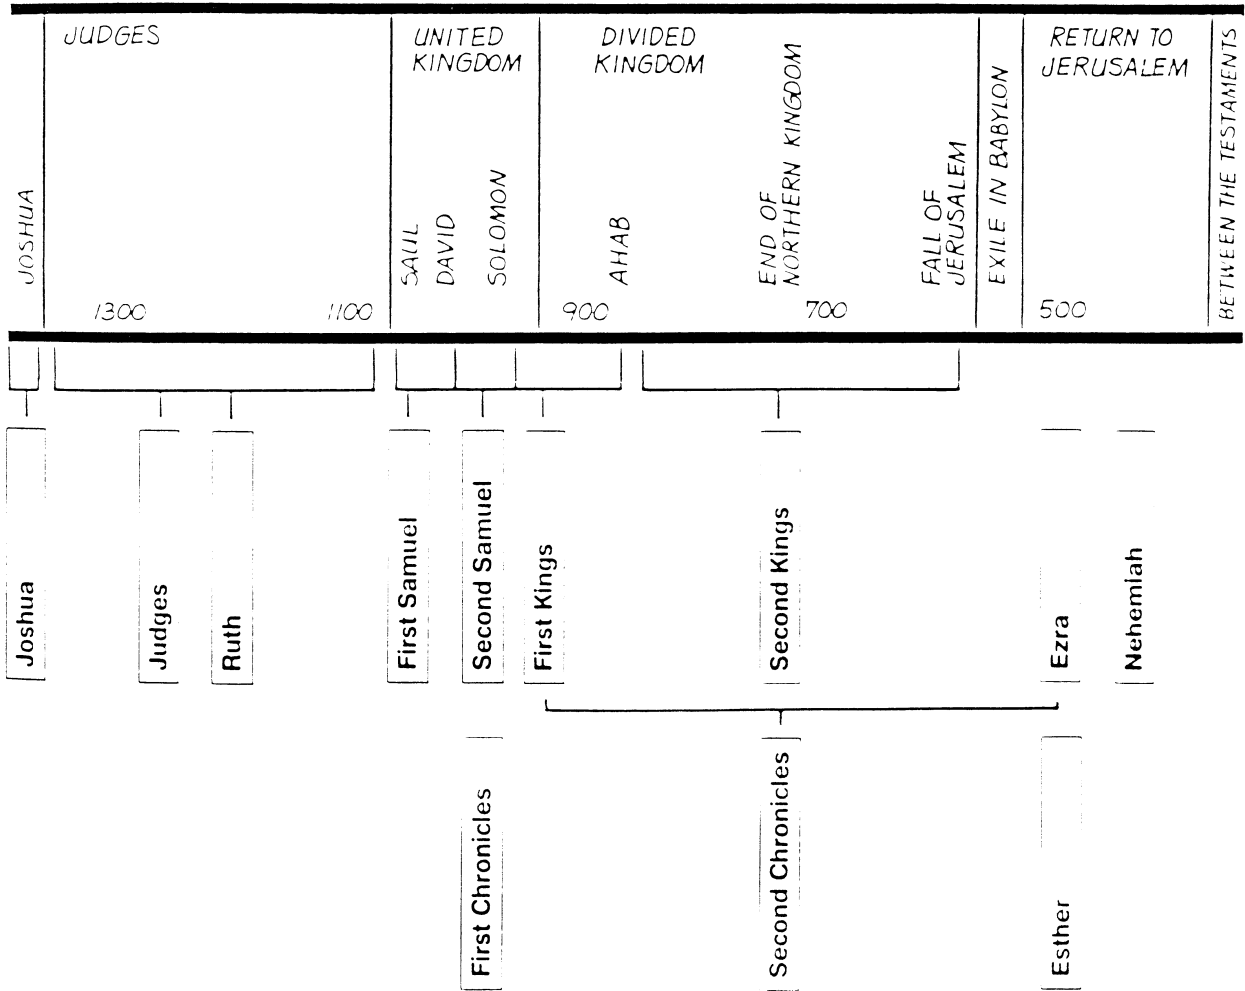 JOSHUA
JUDGES
1300
1100
UNITED
KINGDOM
SAUL
DAVID
SOLOMON
DIVIDED
KINGDOM
900
AHAB
END OF
NORTHERN KINGDOM
700
FALL OF
JERUSALEM
EXILE IN BABYLON
RETURN TO
JERUSALEM
500
BETWEEN THE TESTAMENTS
Joshua
Judges
Ruth
First Samuel
Second Samuel
First Kings
Second Kings
Ezra
Nehemiah
First Chronicles
Second Chronicles
Esther